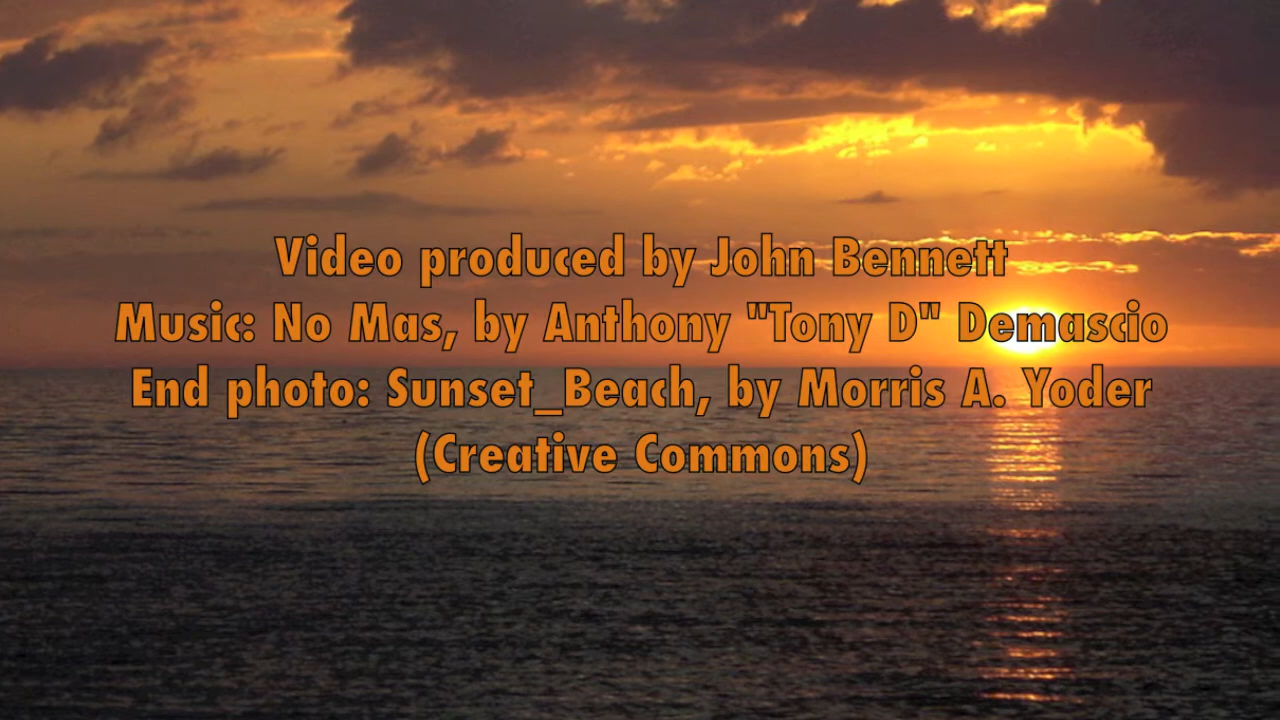 Video produced by John Bennett
Music: No Mas, by Anthony "Tony D" Demascio
End photo: Sunset_Beach, by Morris A. Yoder
(Creative Commons)